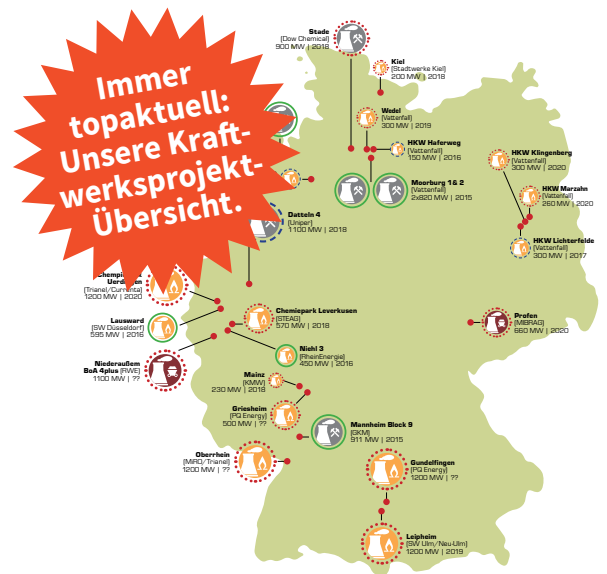 Immer
topaktuell:
Unsere Kraft-
werksprojekt-
Übersicht.
Stade
(Dow Chemical)
900 MW | 2018
Kiel
(Stadtwerke Kiel)
200 MW | 2018
Wedel
(Vattenfall)
300 MW | 2019
HKW Haferweg
(Vattenfall)
150 MW | 2016
Moorburg 1 & 2
(Vattenfall)
2x820 MW | 2015
HKW Klingenberg
(Vattenfall)
300 MW | 2020
HKW Marzahn
(Vattenfall)
260 MW | 2020
HKW Lichterfelde
(Vattenfall)
300 MW | 2017
Datteln 4
(Uniper)
1100 MW | 2018
Uerdingen
(Trianel/Currenta)
1200 MW | 2020
Lausward
(SW Düsseldorf)
595 MW | 2016
Chemiepark Leverkusen
(STEAG)
570 MW | 2018
Niederaußem
BoA 4plus (RWE)
1100 MW | ??
Niehl 3
(RheinEnergie)
450 MW | 2016
Profen
(MIBRAG)
660 MW | 2020
Mainz
(KMW)
230 MW | 2018
Griesheim
(PQ Energy)
500 MW | ??
Mannheim Block 9
(GKM)
911 MW | 2015
Oberrhein
(MiRO/Trianel)
1200 MW | ??
Gundelfingen
(PQ Energy)
1200 MW | ??
Leipheim
(SW Ulm/Neu-Ulm)
1200 MW | 2019